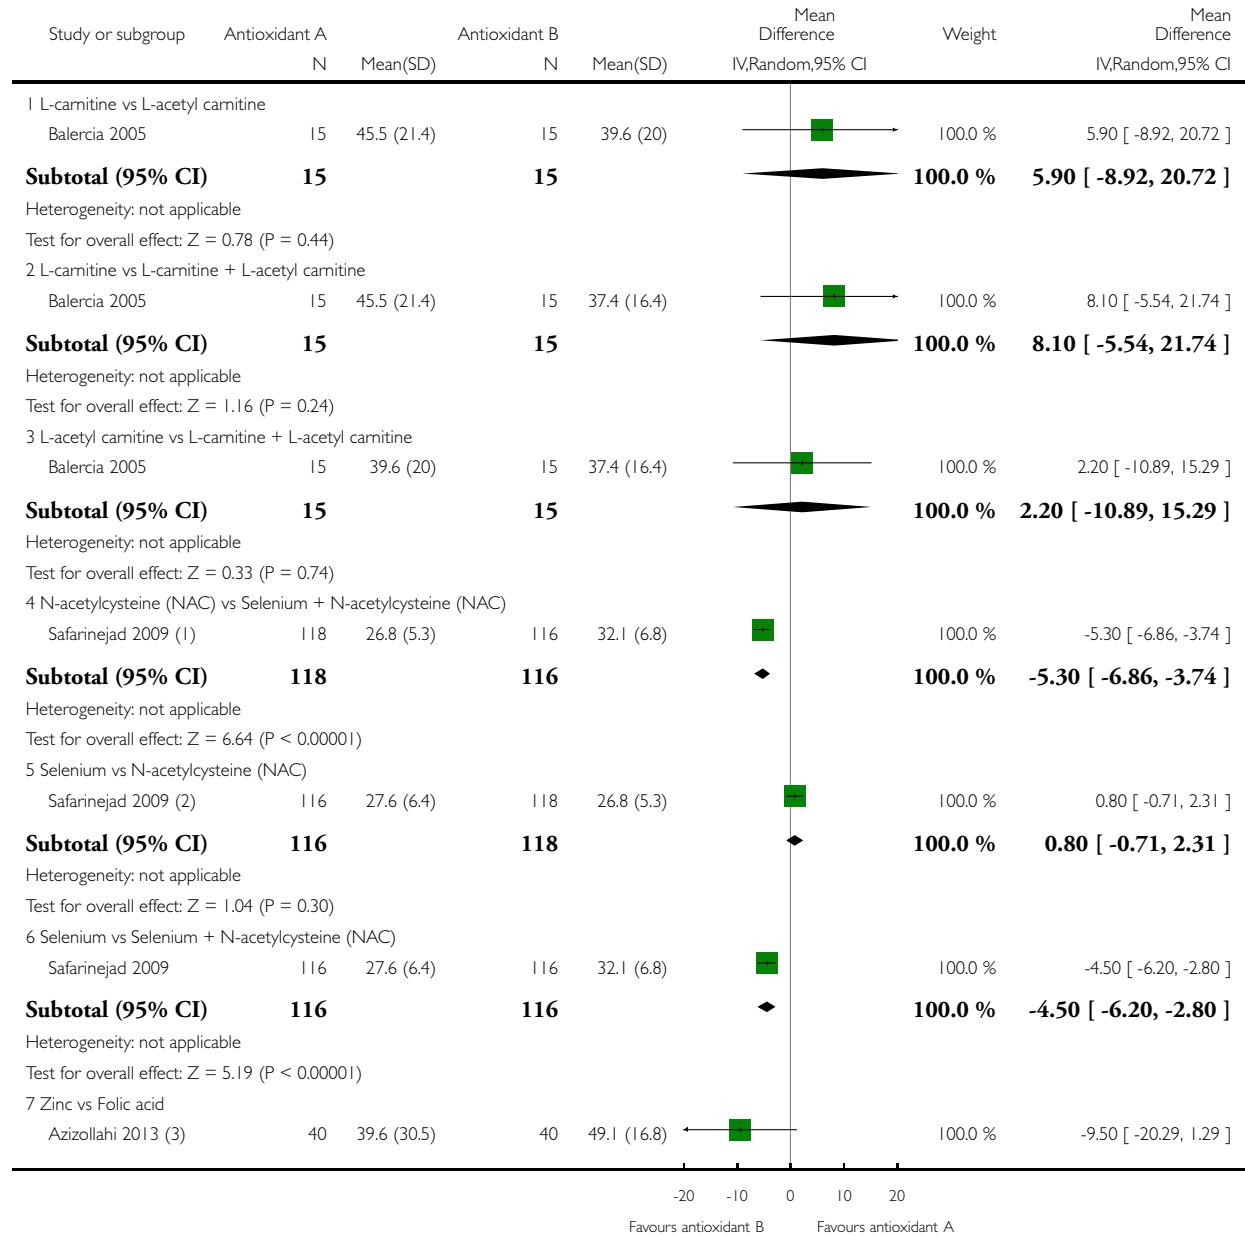 Study or subgroup Antioxidant A Antioxidant B Mean Difference Weight Mean Difference
N Mean(SD) N Mean(SD) IV,Random,95% CI IV,Random,95% CI
1 L-carnitine vs L-acetyl carnitine
Balercia 2005 15 45.5 (21.4) 15 39.6 (20) 100.0 % 5.90 [ -8.92, 20.72 ]
Subtotal (95% CI) 15 15 100.0 % 5.90 [ -8.92, 20.72 ]
Heterogeneity: not applicable
Test for overall effect: Z = 0.78 (P = 0.44)
2 L-carnitine vs L-carnitine + L-acetyl carnitine
Balercia 2005 15 45.5 (21.4) 15 37.4 (16.4) 100.0 % 8.10 [ -5.54, 21.74 ]
Subtotal (95% CI) 15 15 100.0 % 8.10 [ -5.54, 21.74 ]
Heterogeneity: not applicable
Test for overall effect: Z = 1.16 (P = 0.24)
3 L-acetyl carnitine vs L-carnitine + L-acetyl carnitine
Balercia 2005 15 39.6 (20) 15 37.4 (16.4) 100.0 % 2.20 [ -10.89, 15.29 ]
Subtotal (95% CI) 15 15 100.0 % 2.20 [ -10.89, 15.29 ]
Heterogeneity: not applicable
Test for overall effect: Z = 0.33 (P = 0.74)
4 N-acetylcysteine (NAC) vs Selenium + N-acetylcysteine (NAC)
Safarinejad 2009 (1) 118 26.8 (5.3) 116 32.1 (6.8) 100.0 % -5.30 [ -6.86, -3.74 ]
Subtotal (95% CI) 118 116 100.0 % -5.30 [ -6.86, -3.74 ]
Heterogeneity: not applicable
Test for overall effect: Z = 6.64 (P < 0.00001)
5 Selenium vs N-acetylcysteine (NAC)
Safarinejad 2009 (2) 116 27.6 (6.4) 118 26.8 (5.3) 100.0 % 0.80 [ -0.71, 2.31 ]
Subtotal (95% CI) 116 118 100.0 % 0.80 [ -0.71, 2.31 ]
Heterogeneity: not applicable
Test for overall effect: Z = 1.04 (P = 0.30)
6 Selenium vs Selenium + N-acetylcysteine (NAC)
Safarinejad 2009 116 27.6 (6.4) 116 32.1 (6.8) 100.0 % -4.50 [ -6.20, -2.80 ]
Subtotal (95% CI) 116 116 100.0 % -4.50 [ -6.20, -2.80 ]
Heterogeneity: not applicable
Test for overall effect: Z = 5.19 (P < 0.00001)
7 Zinc vs Folic acid
Azizollahi 2013 (3) 40 39.6 (30.5) 40 49.1 (16.8) 100.0 % -9.50 [ -20.29, 1.29 ]
-20 -10 0 10 20
Favours antioxidant B Favours antioxidant A